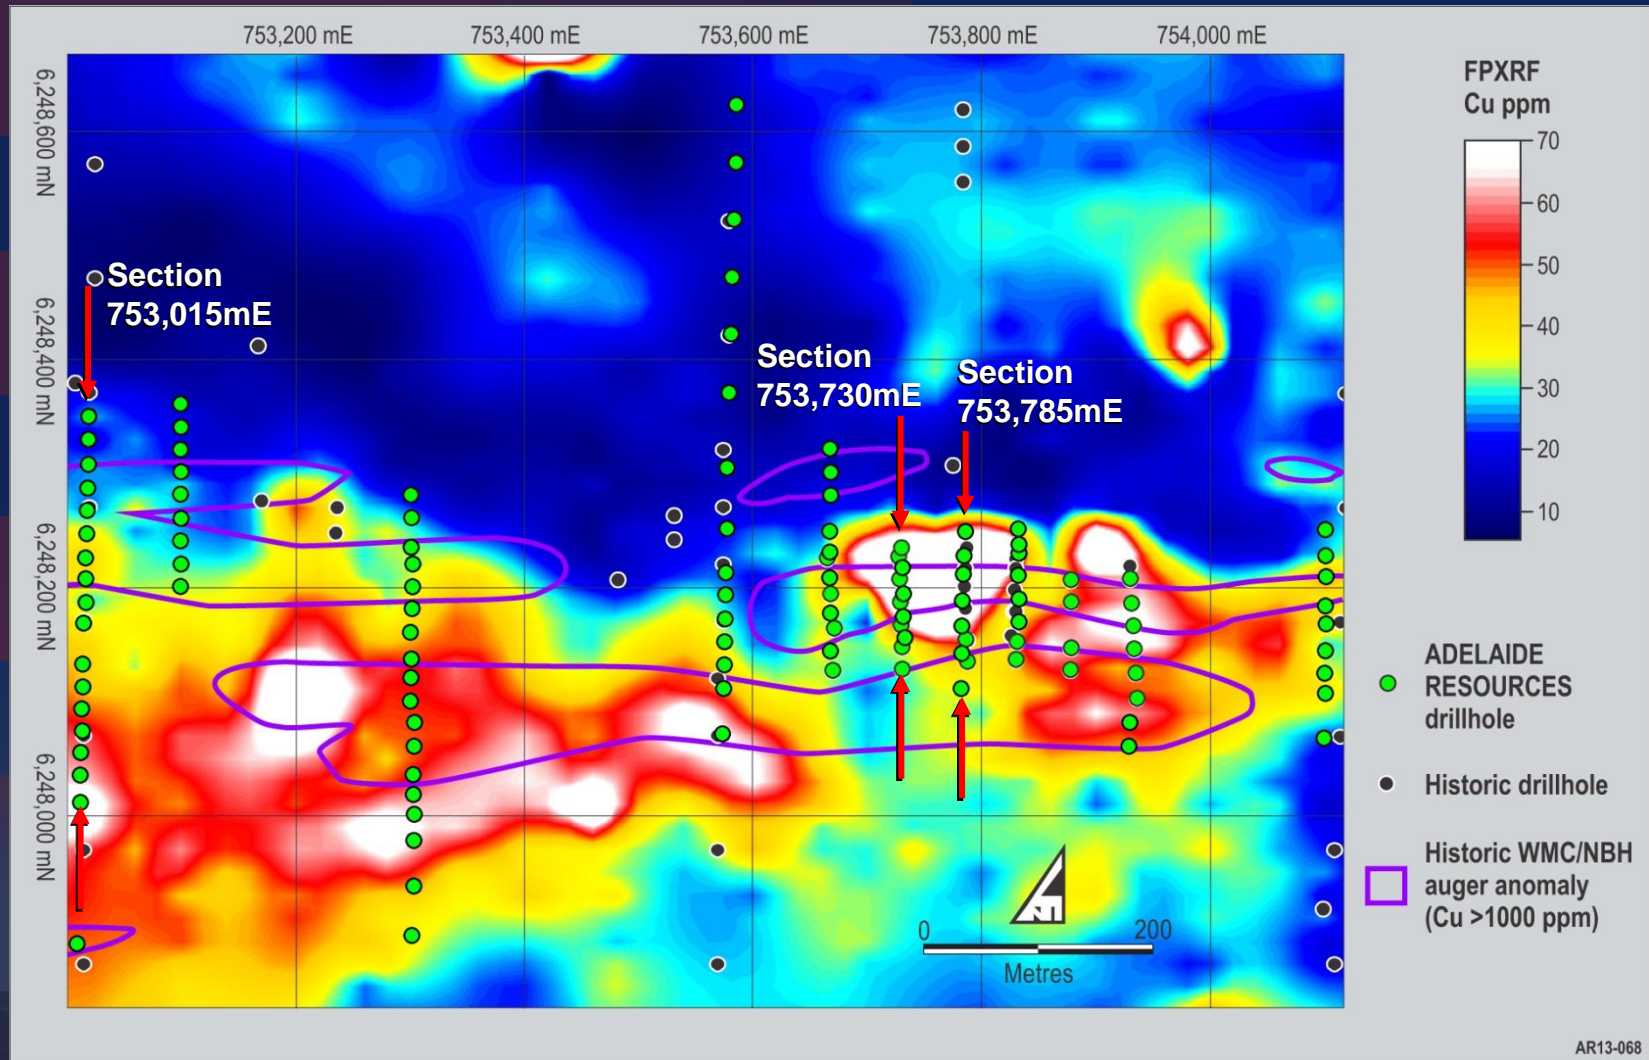 753,200 mE
753,400 mE
753,600 mE
753,800 mE
754,000 mE
6,248,600 mN
6,248,400 mN
6,248,200 mN
6,248,000 mN
Section
753,015mE
Section
753,730mE
Section
753,785mE
0
200
Metres
FPXRF
Cu ppm
70
60
50
40
30
20
10
ADELAIDE
RESOURCES
drillhole
Historic drillhole
Historic WMC/NBH
auger anomaly
(Cu >1000 ppm)
AR13-068